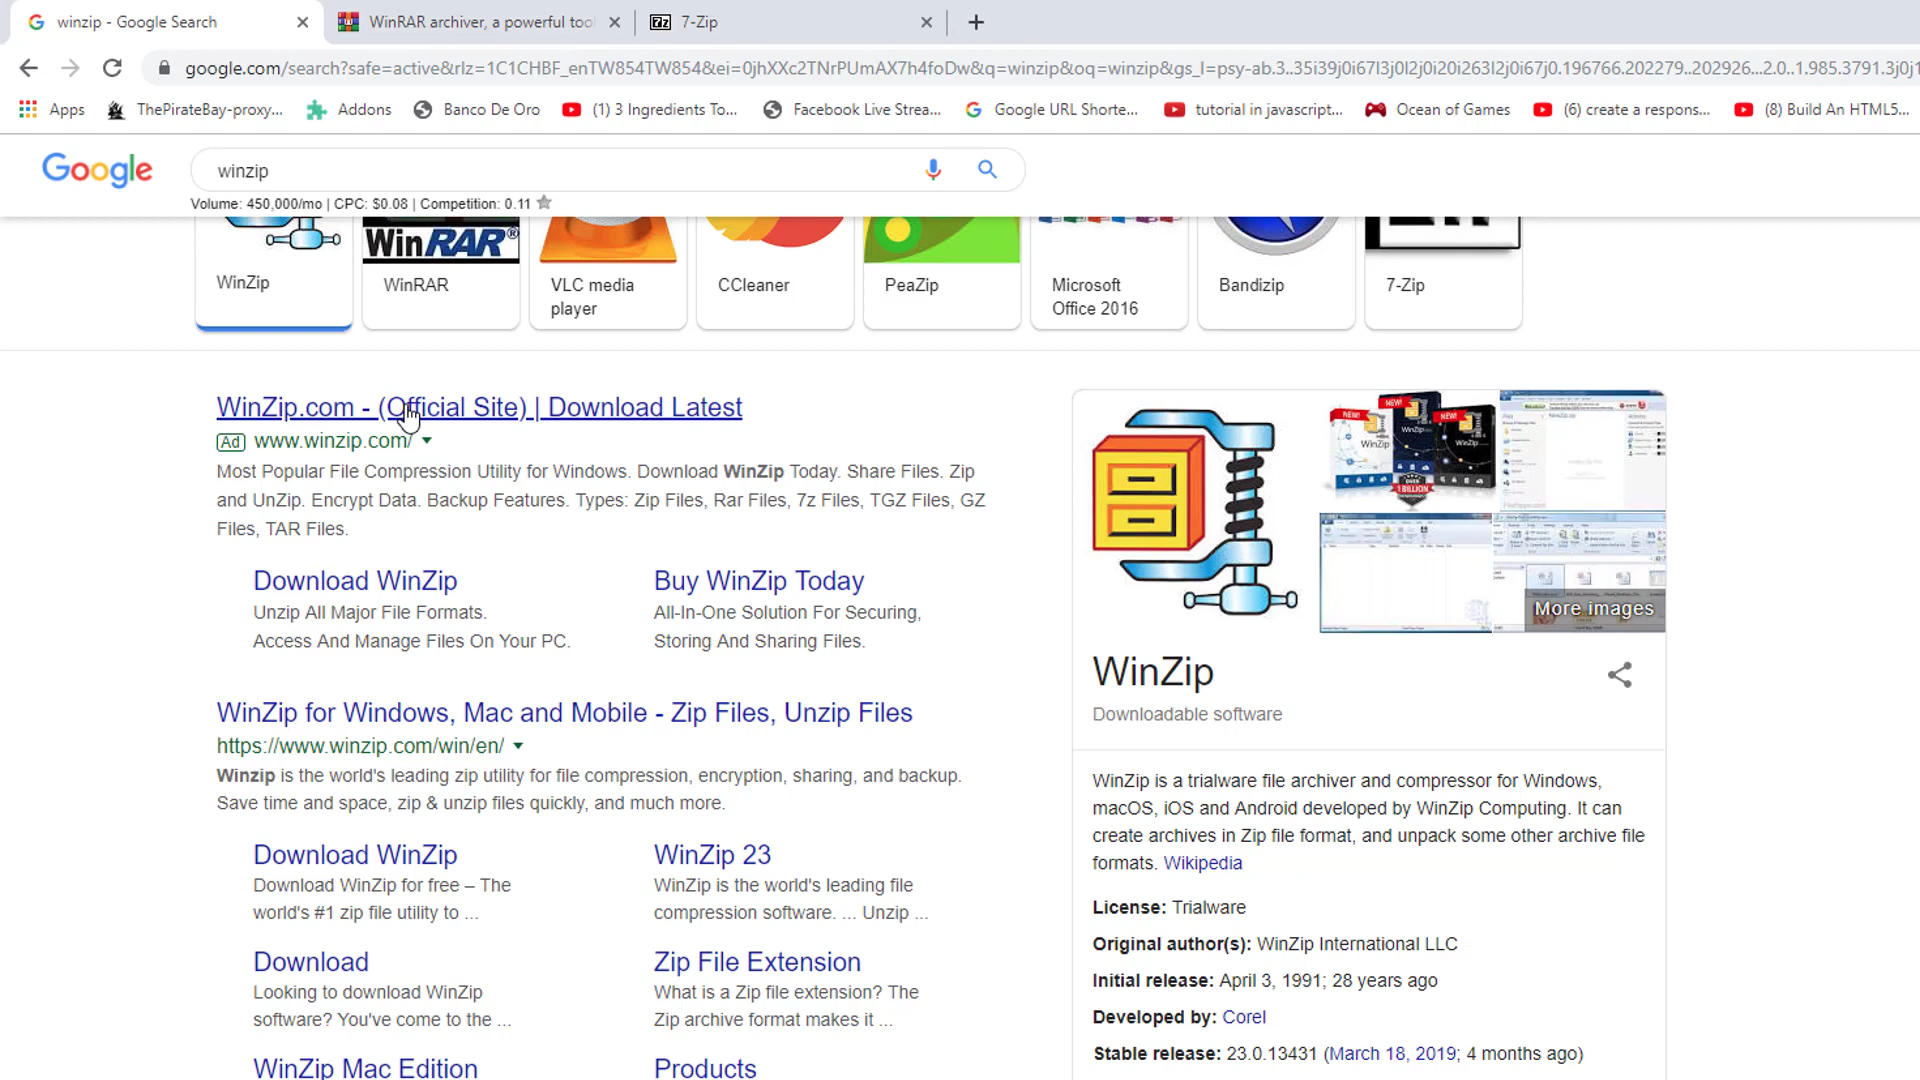 winzip - Google Search
WinRAR archiver, a powerful too
7-Zip
google.com/search?safe=active&rlz=1C1CHBF_enTW854TW854&ei=0jhXXc2TNrPUmAX7h4foDw&q=winzip&oq=winzip&gs_l=psy-ab.3..35i39j0i67l3j0l2j0i20i263l2j0i67j0.196766.202279..202926...2.0..1.985.3791.3j0j1
Apps ThePirateBay-proxy... Addons Banco De Oro (1) 3 Ingredients To... Facebook Live Strea... Google URL Shorte... tutorial in javascript... Ocean of Games (6) create a respons... (8) Build An HTML5...
Google
winzip
Volume: 450,000/mo | CPC: $0.08 | Competition: 0.11
WinRAR®
WinZip WinRAR VLC media player CCleaner PeaZip Microsoft Office 2016 Bandizip 7-Zip
WinZip.com - (Official Site) | Download Latest
Ad www.winzip.com/
Most Popular File Compression Utility for Windows. Download WinZip Today. Share Files. Zip
and UnZip. Encrypt Data. Backup Features. Types: Zip Files, Rar Files, 7z Files, TGZ Files, GZ
Files, TAR Files.
Download WinZip
Unzip All Major File Formats.
Access And Manage Files On Your PC.
Buy WinZip Today
All-In-One Solution For Securing,
Storing And Sharing Files.
WinZip for Windows, Mac and Mobile - Zip Files, Unzip Files
https://www.winzip.com/win/en/
Winzip is the world's leading zip utility for file compression, encryption, sharing, and backup.
Save time and space, zip & unzip files quickly, and much more.
Download WinZip
Download WinZip for free – The
world's #1 zip file utility to ...
WinZip 23
WinZip is the world's leading file
compression software. ... Unzip ...
Download
Looking to download WinZip
software? You've come to the ...
Zip File Extension
What is a Zip file extension? The
Zip archive format makes it ...
WinZip Mac Edition
Products
NEW! NEW! NEW!
WinZip WinZip WinZip
1 BILLION
More images
WinZip
Downloadable software
WinZip is a trialware file archiver and compressor for Windows,
macOS, iOS and Android developed by WinZip Computing. It can
create archives in Zip file format, and unpack some other archive file
formats. Wikipedia
License: Trialware
Original author(s): WinZip International LLC
Initial release: April 3, 1991; 28 years ago
Developed by: Corel
Stable release: 23.0.13431 (March 18, 2019; 4 months ago)